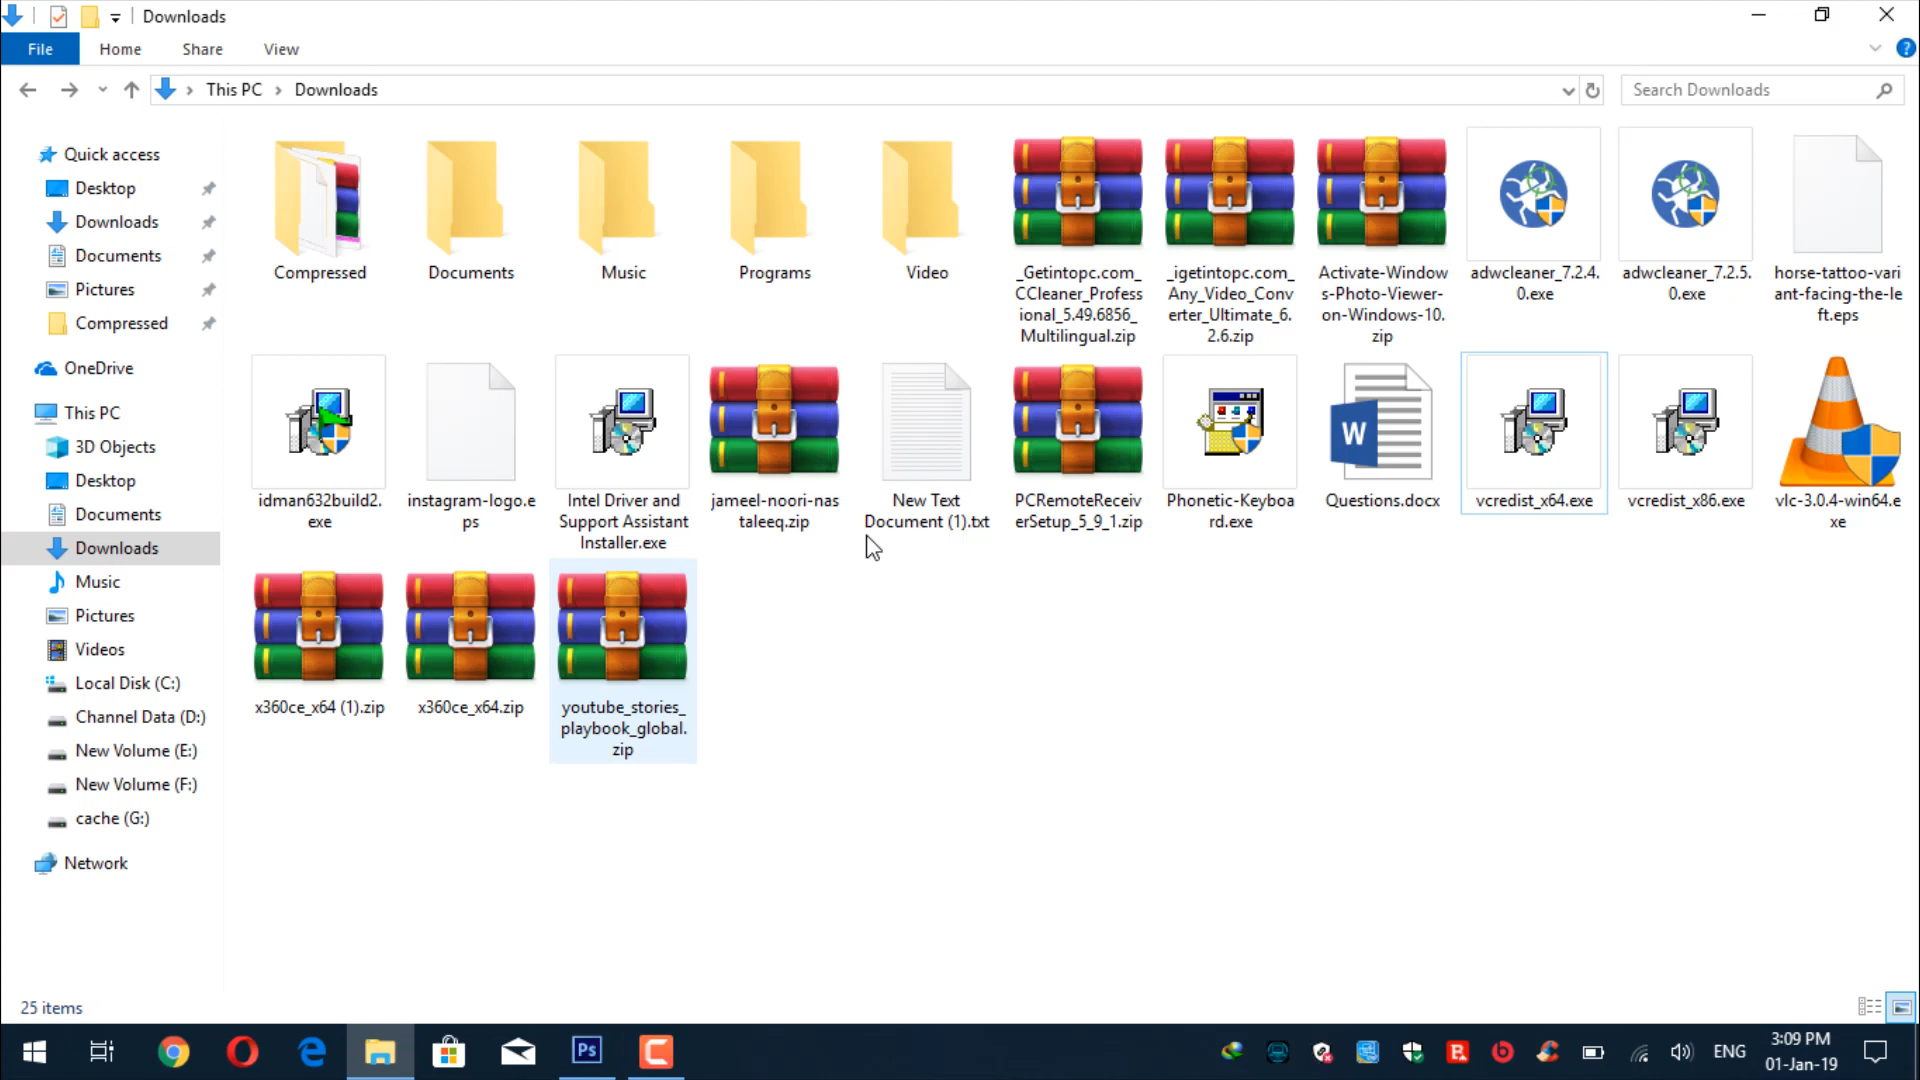 Downloads
File
Home
Share
View
This PC
Downloads
Search Downloads
Quick access
Desktop
Downloads
Documents
Pictures
Compressed
OneDrive
This PC
3D Objects
Desktop
Documents
Downloads
Music
Pictures
Videos
Local Disk (C:)
Channel Data (D:)
New Volume (E:)
New Volume (F:)
cache (G:)
Network
Compressed
Documents
Music
Programs
Video
_Getintopc.com_
CCleaner_Profess
ional_5.49.6856_
Multilingual.zip
_igetintopc.com_
Any_Video_Conv
erter_Ultimate_6.
2.6.zip
Activate-Window
s-Photo-Viewer-
on-Windows-10.
zip
adwcleaner_7.2.4.
0.exe
adwcleaner_7.2.5.
0.exe
horse-tattoo-vari
ant-facing-the-le
ft.eps
idman632build2.
exe
instagram-logo.e
ps
Intel Driver and
Support Assistant
Installer.exe
jameel-noori-nas
taleeq.zip
New Text
Document (1).txt
PCRemoteReceiv
erSetup_5_9_1.zip
Phonetic-Keyboa
rd.exe
W
Questions.docx
vcredist_x64.exe
vcredist_x86.exe
vlc-3.0.4-win64.e
xe
x360ce_x64 (1).zip
x360ce_x64.zip
youtube_stories_
playbook_global.
zip
25 items
Ps
ENG
3:09 PM
01-Jan-19